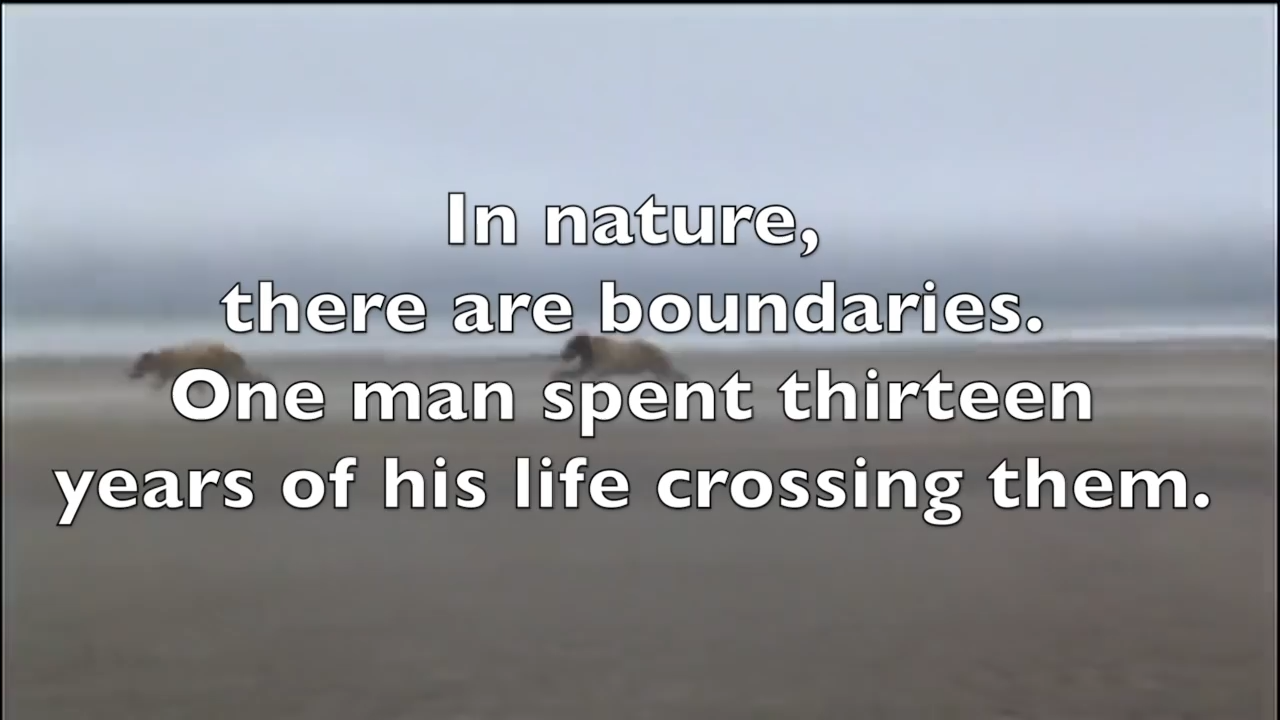 In nature,
there are boundaries.
One man spent thirteen
years of his life crossing them.